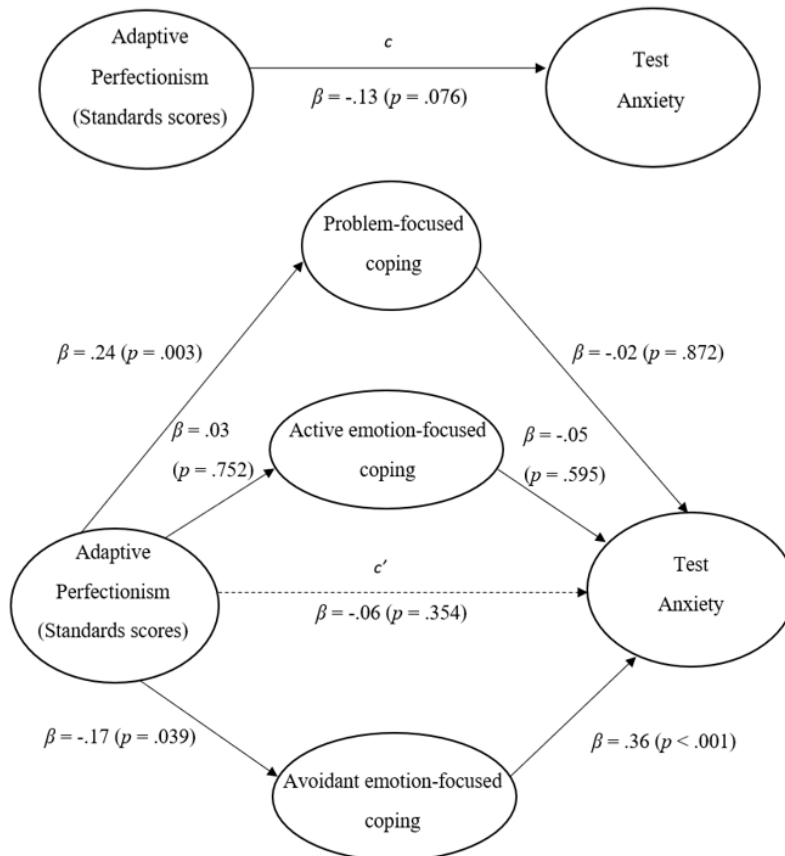 Adaptive
Perfectionism
(Standards scores)
c
β = -.13 (p = .076)
Test
Anxiety
Problem-focused
coping
β = .24 (p = .003)
β = -.02 (p = .872)
β = .03
(p = .752)
Active emotion-focused
coping
β = -.05
(p = .595)
Adaptive
Perfectionism
(Standards scores)
c'
β = -.06 (p = .354)
Test
Anxiety
β = -.17 (p = .039)
β = .36 (p < .001)
Avoidant emotion-focused
coping